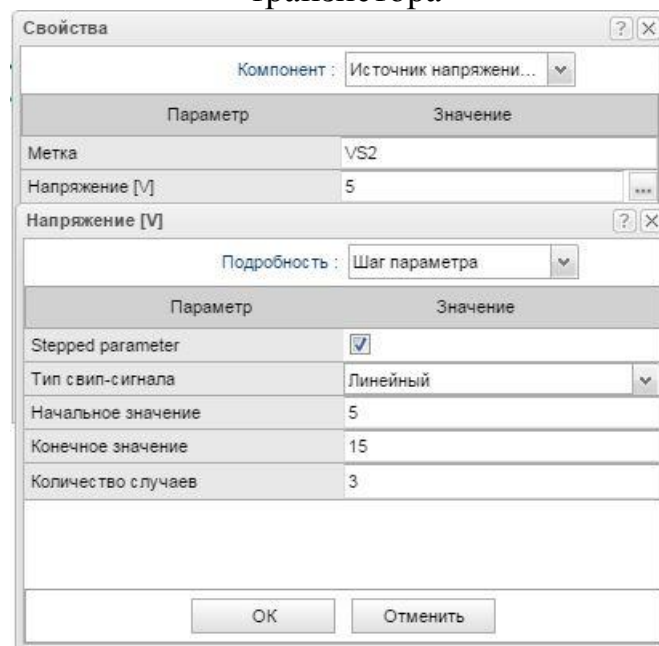 транзистора
Свойства ? X
Компонент : Источник напряжени...
Параметр Значение
Метка VS2
Напряжение [V] 5 ...
Напряжение [V] ? X
Подробность : Шаг параметра
Параметр Значение
Stepped parameter
Тип свип-сигнала Линейный
Начальное значение 5
Конечное значение 15
Количество случаев 3
OK Отменить